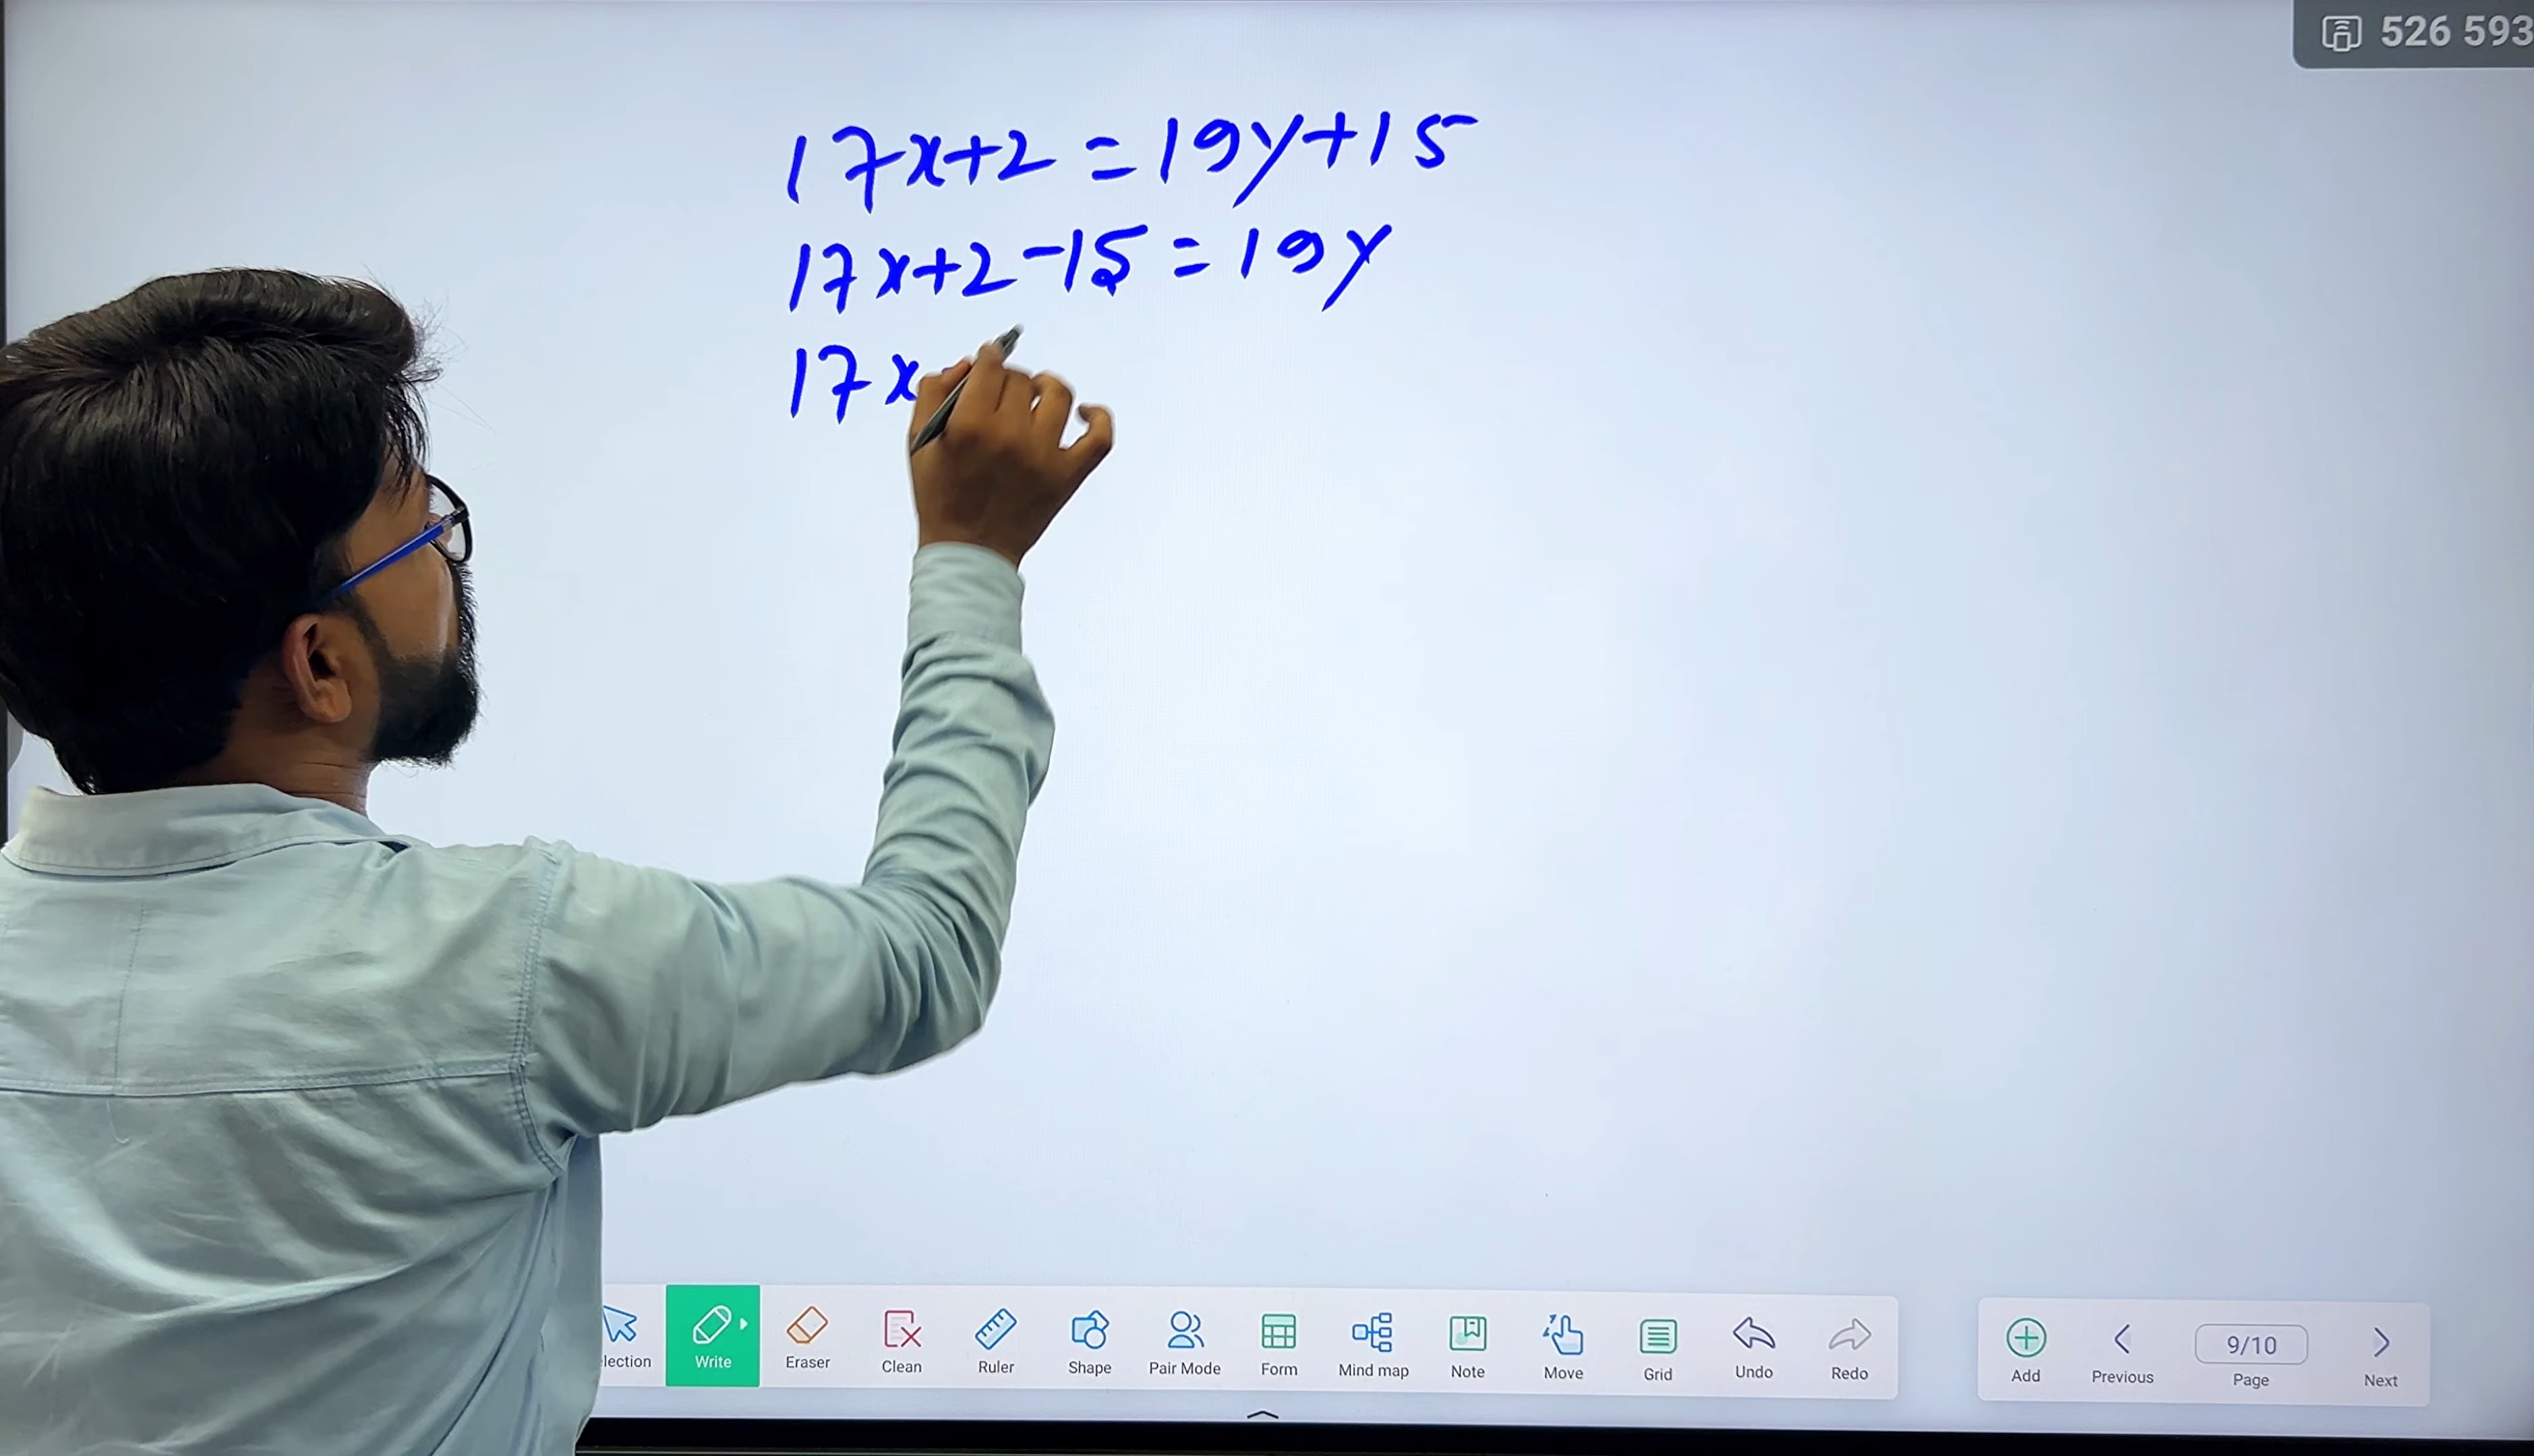 526 593
17x+2 = 19y+15
17x+2-15 = 19y
17x
Write
Eraser
Clean
Ruler
Shape
Pair Mode
Form
Mind map
Note
Move
Grid
Undo
Redo
Add
Previous
9/10
Page
Next